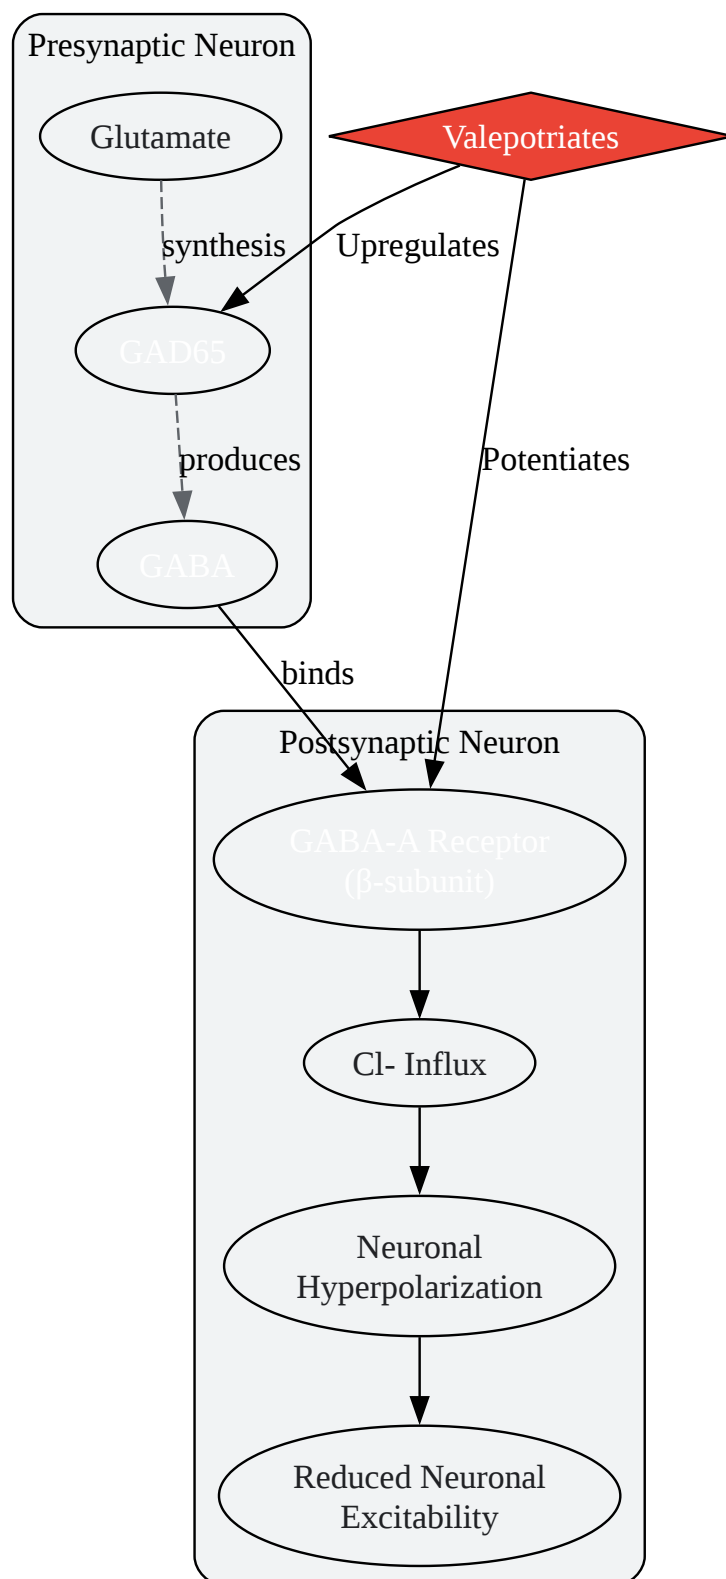 Presynaptic Neuron
Glutamate
Valepotriates
synthesis
Upregulates
GAD65
produces
Potentiates
GABA
binds
Postsynaptic Neuron
GABA-A Receptor
(β-subunit)
Cl- Influx
Neuronal
Hyperpolarization
Reduced Neuronal
Excitability